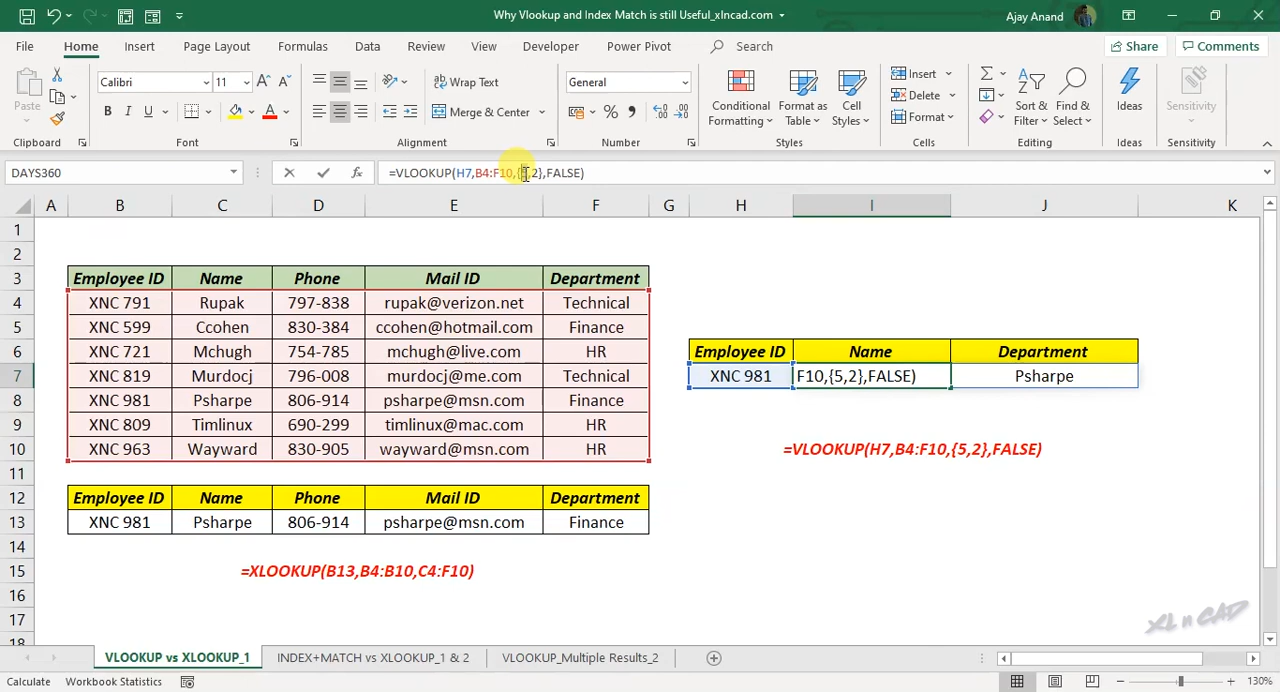 Why Vlookup and Index Match is still Useful_xlncad.com
Ajay Anand
File Home Insert Page Layout Formulas Data Review View Developer Power Pivot Search Share Comments
Paste
Calibri 11
B I U
Wrap Text
Merge & Center
General
Conditional Formatting
Format as Table
Cell Styles
Insert
Delete
Format
Sort & Filter
Find & Select
Ideas
Sensitivity
Clipboard Font Alignment Number Styles Cells Editing Ideas Sensitivity
DAYS360 =VLOOKUP(H7,B4:F10,{5,2},FALSE)
A B C D E F G H I J K
1
2
3 Employee ID Name Phone Mail ID Department
4 XNC 791 Rupak 797-838 rupak@verizon.net Technical
5 XNC 599 Ccohen 830-384 ccohen@hotmail.com Finance
6 XNC 721 Mchugh 754-785 mchugh@live.com HR Employee ID Name Department
7 XNC 819 Murdocj 796-008 murdocj@me.com Technical XNC 981 F10,{5,2},FALSE) Psharpe
8 XNC 981 Psharpe 806-914 psharpe@msn.com Finance
9 XNC 809 Timlinux 690-299 timlinux@mac.com HR
10 XNC 963 Wayward 830-905 wayward@msn.com HR =VLOOKUP(H7,B4:F10,{5,2},FALSE)
11
12 Employee ID Name Phone Mail ID Department
13 XNC 981 Psharpe 806-914 psharpe@msn.com Finance
14
15 =XLOOKUP(B13,B4:B10,C4:F10)
16
17 XL n CAD
18
VLOOKUP vs XLOOKUP_1 INDEX+MATCH vs XLOOKUP_1 & 2 VLOOKUP_Multiple Results_2
Calculate Workbook Statistics 130%